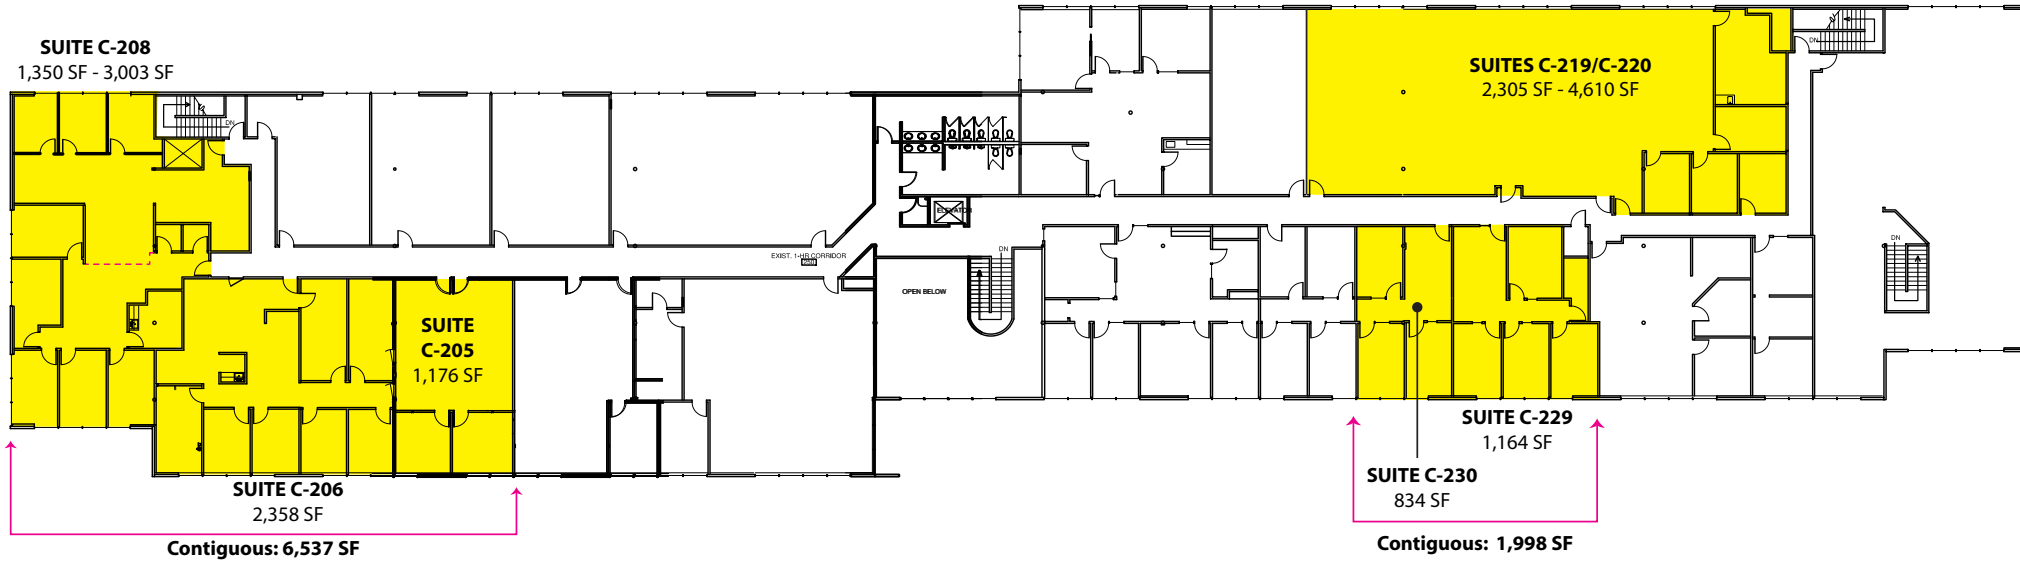 SUITE C-208
1,350 SF - 3,003 SF
SUITES C-219/C-220
2,305 SF - 4,610 SF
DN
DN
ELEVATOR
DN
DN
EXIST. 1-HR CORRIDOR
OPEN BELOW
SUITE
C-205
1,176 SF
SUITE C-229
1,164 SF
SUITE C-230
834 SF
SUITE C-206
2,358 SF
Contiguous: 6,537 SF
Contiguous: 1,998 SF